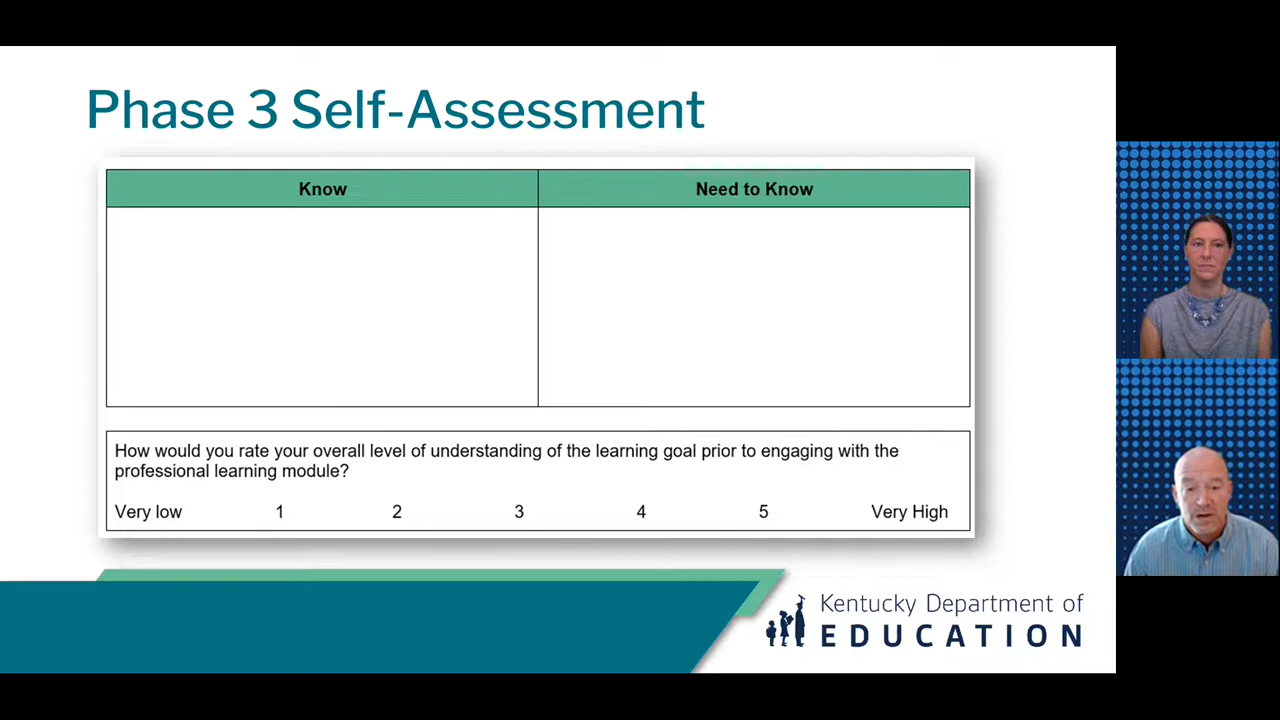 Phase 3 Self-Assessment
Know Need to Know
How would you rate your overall level of understanding of the learning goal prior to engaging with the
professional learning module?
Very low 1 2 3 4 5 Very High
Kentucky Department of
EDUCATION